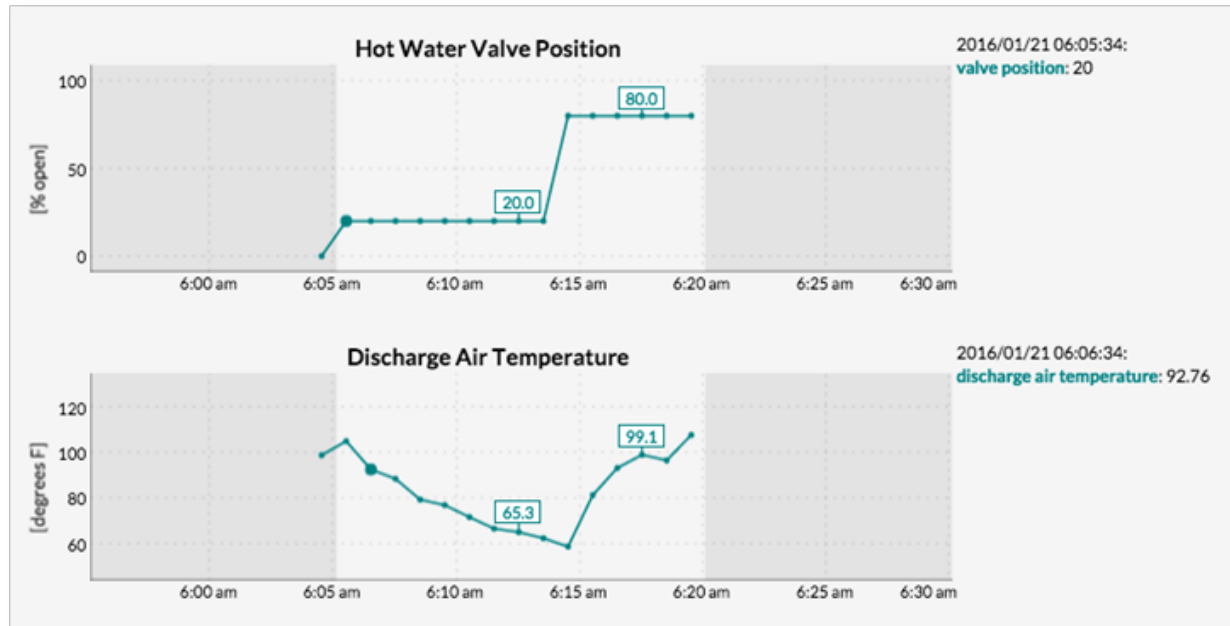 Hot Water Valve Position
2016/01/21 06:05:34:
valve position: 20
100
80.0
[% open]
50
20.0
0
6:00 am 6:05 am 6:10 am 6:15 am 6:20 am 6:25 am 6:30 am
Discharge Air Temperature
2016/01/21 06:06:34:
discharge air temperature: 92.76
120
99.1
100
[degrees F]
80
65.3
60
6:00 am 6:05 am 6:10 am 6:15 am 6:20 am 6:25 am 6:30 am